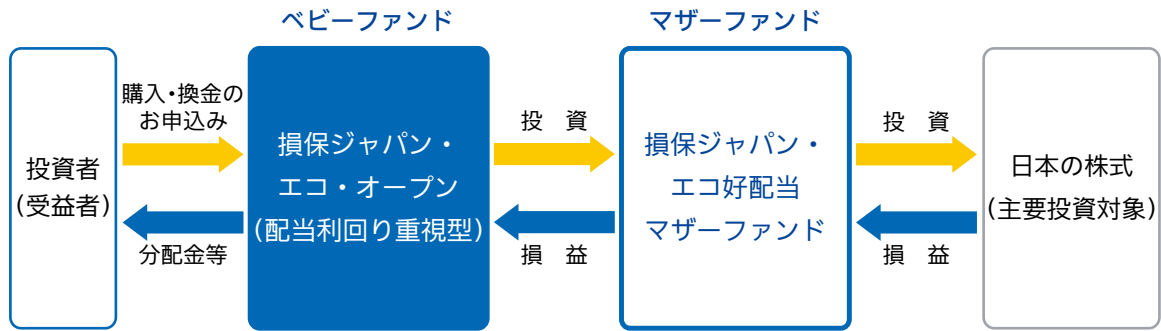 ベビーファンド
マザーファンド
投資者
(受益者)
購入・換金の
お申込み
分配金等
損保ジャパン・
エコ・オープン
(配当利回り重視型)
投 資
損 益
損保ジャパン・
エコ好配当
マザーファンド
投 資
損 益
日本の株式
(主要投資対象)